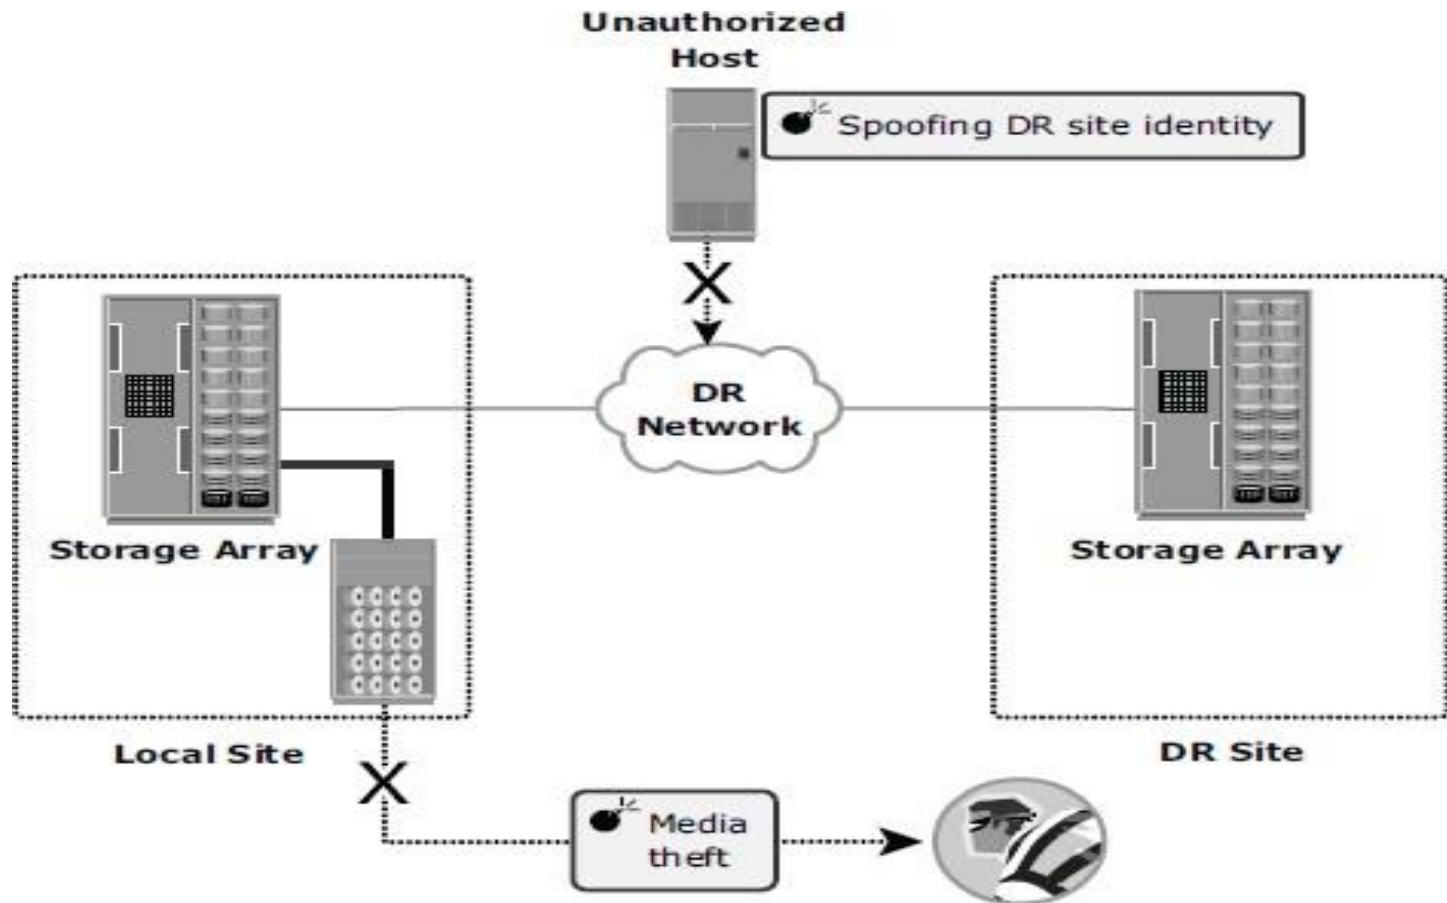 Unauthorized
Host
Spoofing DR site identity
DR
Network
Storage Array
Storage Array
Local Site
DR Site
Media
theft